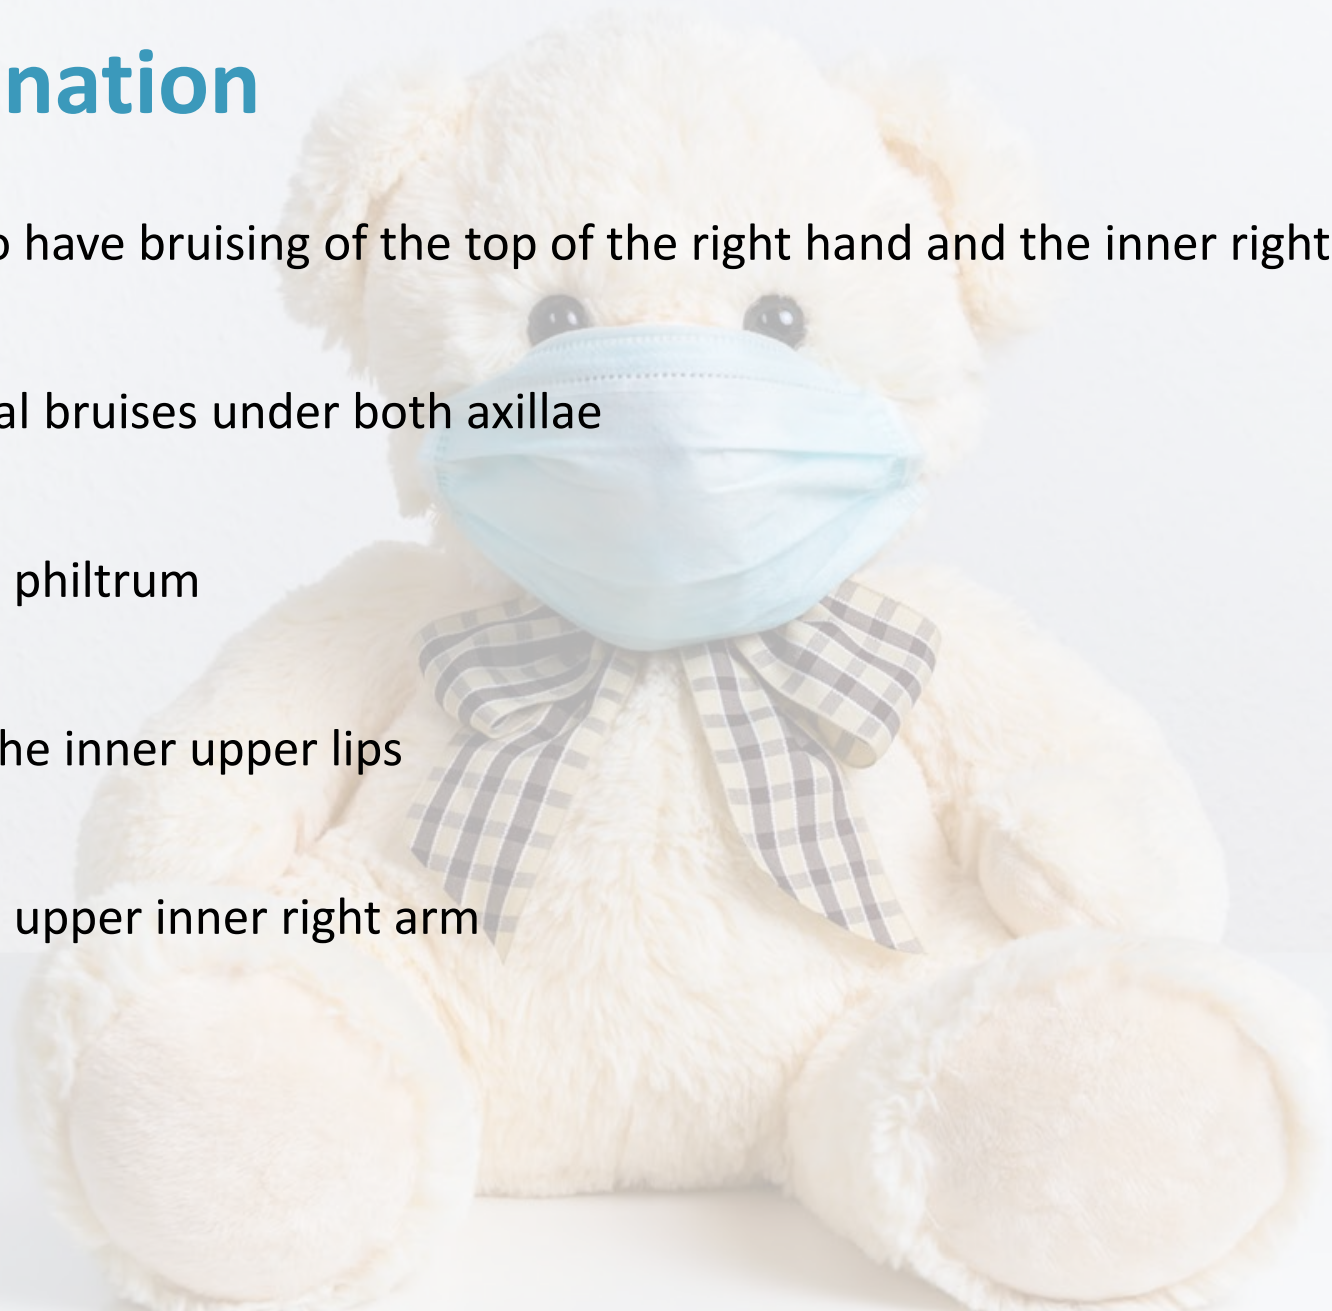 nation
o have bruising of the top of the right hand and the inner right
al bruises under both axillae
philtrum
he inner upper lips
upper inner right arm